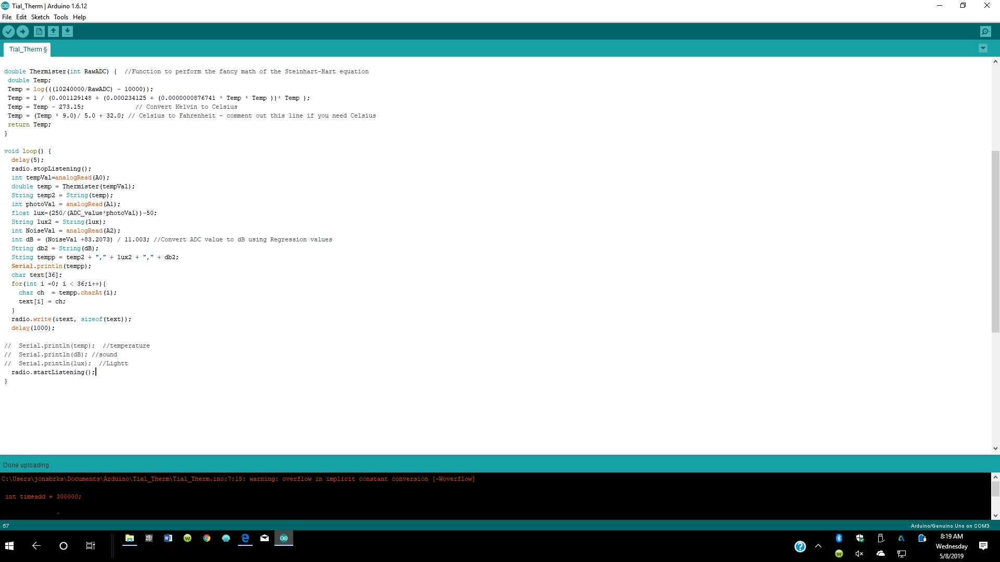 Tial_Therm | Arduino 1.6.12
File Edit Sketch Tools Help
Tial_Therm §
double Thermister(int RawADC) {  //Function to perform the fancy math of the Steinhart-Hart equation
 double Temp;
 Temp = log(((10240000/RawADC) - 10000));
 Temp = 1 / (0.001129148 + (0.000234125 + (0.0000000876741 * Temp * Temp ))* Temp );
 Temp = Temp - 273.15;              // Convert Kelvin to Celsius
 Temp = (Temp * 9.0)/ 5.0 + 32.0; // Celsius to Fahrenheit - comment out this line if you need Celsius
 return Temp;
}
void loop() {
  delay(5);
  radio.stopListening();
  int tempVal=analogRead(A0);
  double temp = Thermister(tempVal);
  String temp2 = String(temp);
  int photoVal = analogRead(A1);
  float lux=(250/(ADC_value*photoVal))-50;
  String lux2 = String(lux);
  int NoiseVal = analogRead(A2);
  int dB = (NoiseVal +83.2073) / 11.003; //Convert ADC value to dB using Regression values
  String db2 = String(dB);
  String tempp = temp2 + "," + lux2 + "," + db2;
  Serial.println(tempp);
  char text[36];
  for(int i =0; i < 36;i++){
    char ch  = tempp.charAt(i);
    text[i] = ch;
  }
  radio.write(&text, sizeof(text));
  delay(1000);
//  Serial.println(temp);  //temperature
//  Serial.println(dB); //sound
//  Serial.println(lux);  //Lightt
  radio.startListening();
}
Done uploading.
C:\Users\jonsbrks\Documents\Arduino\Tial_Therm\Tial_Therm.ino:7:15: warning: overflow in implicit constant conversion [-Woverflow]
 int timeadd = 300000;
^
57
Arduino/Genuino Uno on COM3
8:19 AM
Wednesday
5/8/2019